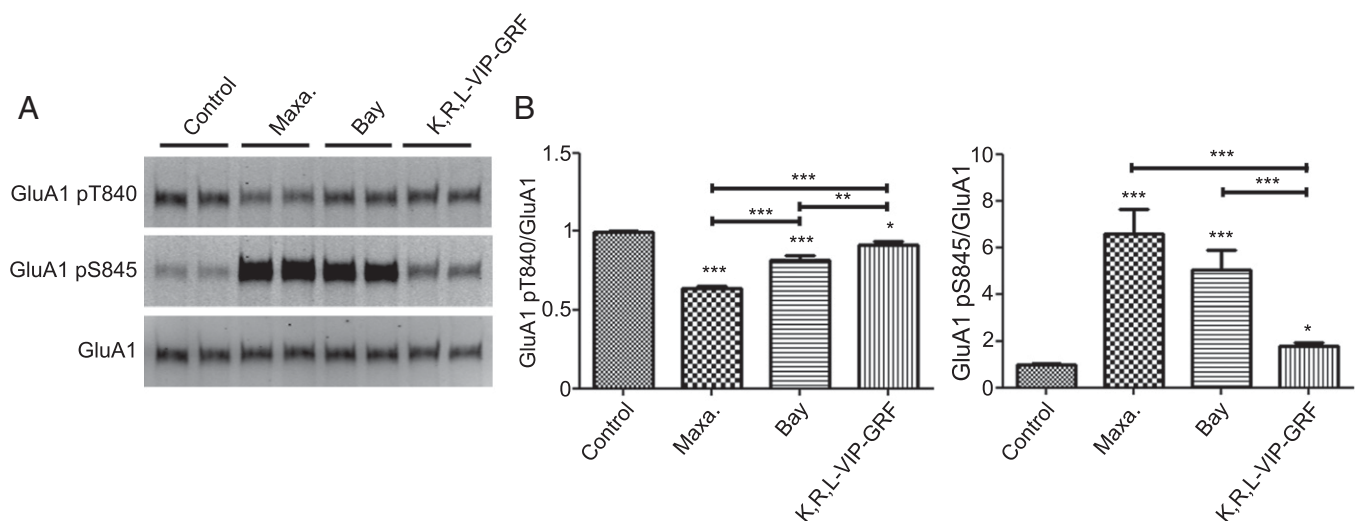 A
Control
Maxa.
Bay
K,R,L-VIP-GRF
GluA1 pT840
GluA1 pS845
GluA1
B
GluA1 pT840/GluA1
1.5
1
0.5
0
***
***
**
***
***
*
Control
Maxa.
Bay
K,R,L-VIP-GRF
GluA1 pS845/GluA1
10
8
6
4
2
0
***
***
***
***
*
Control
Maxa.
Bay
K,R,L-VIP-GRF